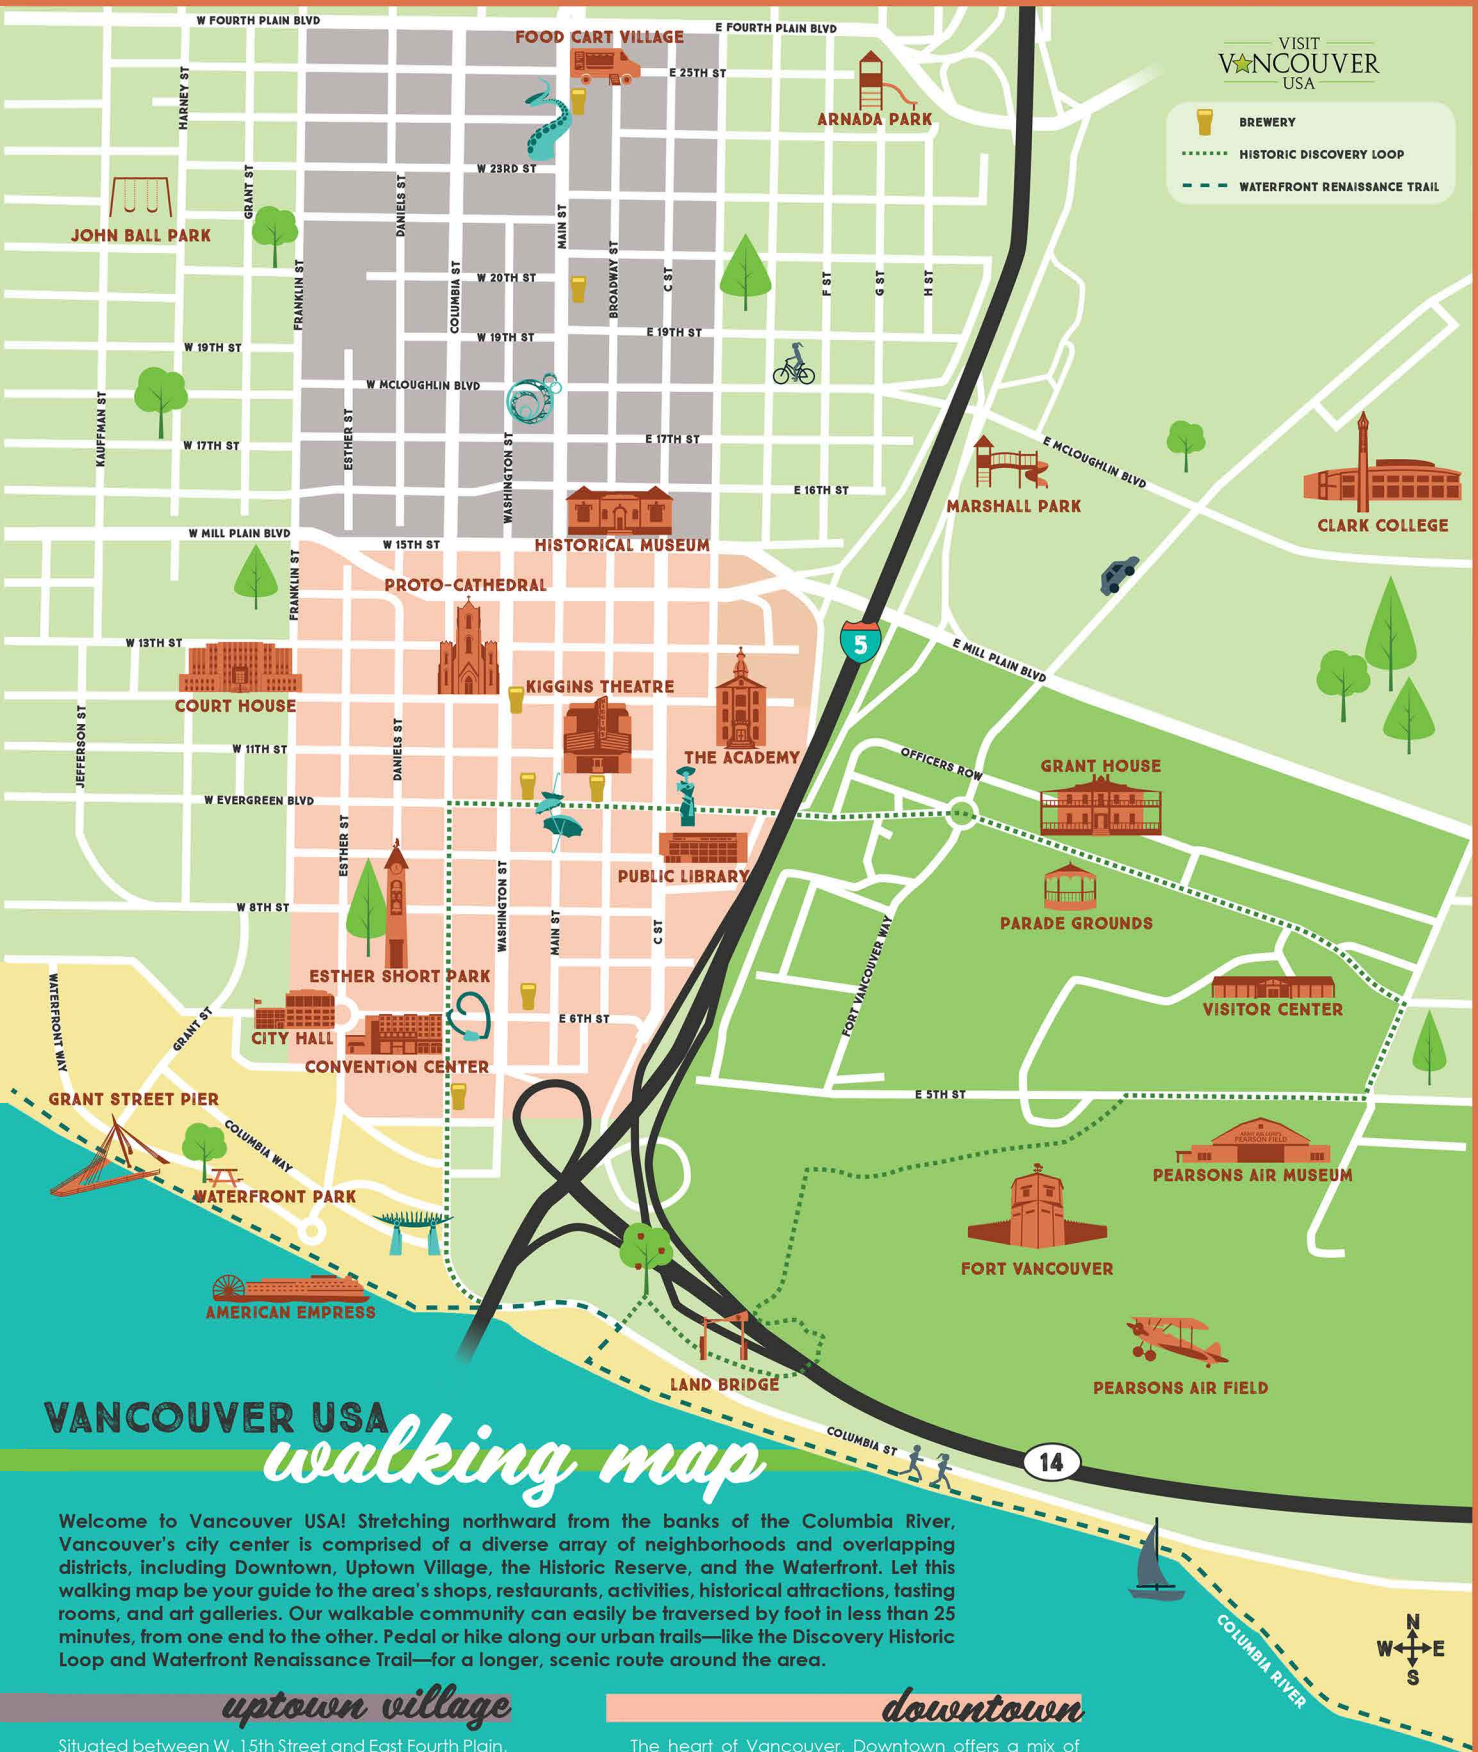 W FOURTH PLAIN BLVD
E FOURTH PLAIN BLVD
FOOD CART VILLAGE
E 25TH ST
VISIT
VANCOUVER
USA
BREWERY
HISTORIC DISCOVERY LOOP
WATERFRONT RENAISSANCE TRAIL
HARNEY ST
ARNADA PARK
GRANT ST
W 23RD ST
DANIELS ST
JOHN BALL PARK
MAIN ST
FRANKLIN ST
COLUMBIA ST
W 20TH ST
BROADWAY ST
C ST
F ST
G ST
H ST
W 19TH ST
W 19TH ST
E 19TH ST
W MCLOUGHLIN BLVD
KAUFFMAN ST
W 17TH ST
ESTHER ST
WASHINGTON ST
E 17TH ST
E MCLOUGHLIN BLVD
E 16TH ST
MARSHALL PARK
CLARK COLLEGE
W MILL PLAIN BLVD
W 15TH ST
HISTORICAL MUSEUM
FRANKLIN ST
PROTO-CATHEDRAL
5
W 13TH ST
E MILL PLAIN BLVD
KIGGINS THEATRE
COURT HOUSE
JEFFERSON ST
W 11TH ST
DANIELS ST
THE ACADEMY
OFFICERS ROW
GRANT HOUSE
W EVERGREEN BLVD
ESTHER ST
PUBLIC LIBRARY
WASHINGTON ST
W 8TH ST
MAIN ST
C ST
PARADE GROUNDS
FORT VANCOUVER WAY
ESTHER SHORT PARK
WATERFRONT WAY
GRANT ST
CITY HALL
E 6TH ST
VISITOR CENTER
CONVENTION CENTER
GRANT STREET PIER
E 5TH ST
COLUMBIA WAY
ARMY AIR CORPS
PEARSON FIELD
PEARSONS AIR MUSEUM
WATERFRONT PARK
FORT VANCOUVER
AMERICAN EMPRESS
LAND BRIDGE
PEARSONS AIR FIELD
VANCOUVER USA
walking map
COLUMBIA ST
14
Welcome to Vancouver USA! Stretching northward from the banks of the Columbia River,
Vancouver's city center is comprised of a diverse array of neighborhoods and overlapping
districts, including Downtown, Uptown Village, the Historic Reserve, and the Waterfront. Let this
walking map be your guide to the area's shops, restaurants, activities, historical attractions, tasting
rooms, and art galleries. Our walkable community can easily be traversed by foot in less than 25
minutes, from one end to the other. Pedal or hike along our urban trails—like the Discovery Historic
Loop and Waterfront Renaissance Trail—for a longer, scenic route around the area.
COLUMBIA RIVER
N
W E
S
uptown village
downtown
Situated between W. 15th Street and East Fourth Plain,
The heart of Vancouver, Downtown offers a mix of